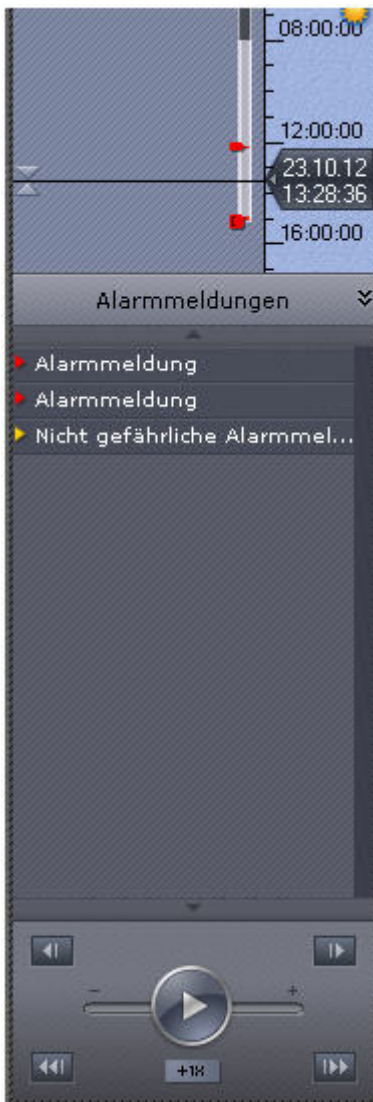 08:00:00
12:00:00
23.10.12
13:28:36
16:00:00
Alarmmeldungen
Alarmmeldung
Alarmmeldung
Nicht gefährliche Alarmmel...
- +
+1X